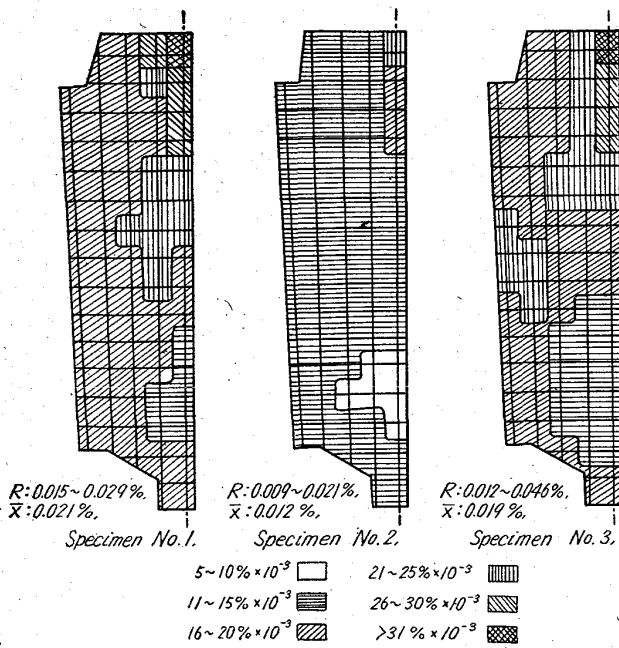 R:0.015~0.029%,
x̄:0.021%,
Specimen No.1.
R:0.009~0.021%,
x̄:0.012%,
Specimen No.2,
R:0.012~0.046%,
x̄:0.019%,
Specimen No.3,
5~10%×10⁻³
11~15%×10⁻³
16~20%×10⁻³
21~25%×10⁻³
26~30%×10⁻³
>31%×10⁻³